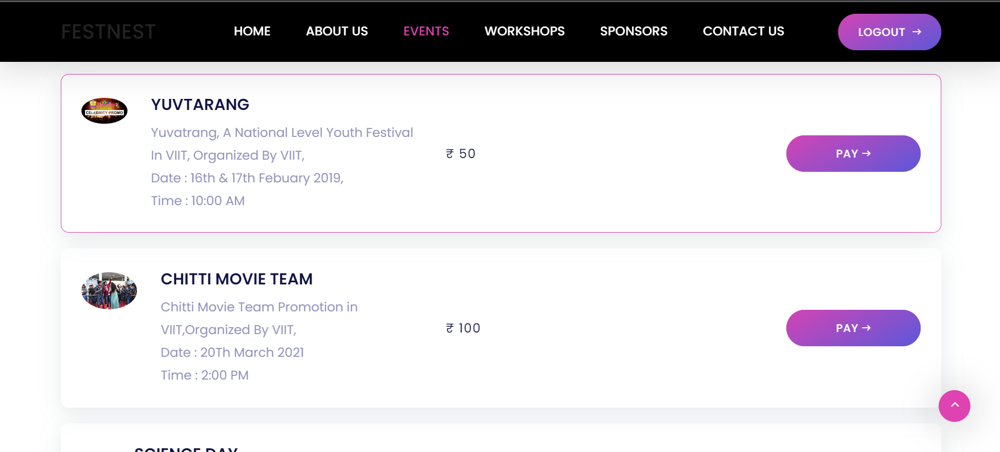 FESTNEST
HOME ABOUT US EVENTS WORKSHOPS SPONSORS CONTACT US LOGOUT →
CELEBRITY PROMO
YUVTARANG
Yuvatrang, A National Level Youth Festival
In VIIT, Organized By VIIT,
Date : 16th & 17th Febuary 2019,
Time : 10:00 AM
₹ 50
PAY →
CHITTI MOVIE TEAM
Chitti Movie Team Promotion in
VIIT,Organized By VIIT,
Date : 20Th March 2021
Time : 2:00 PM
₹ 100
PAY →
SCIENCE DAY